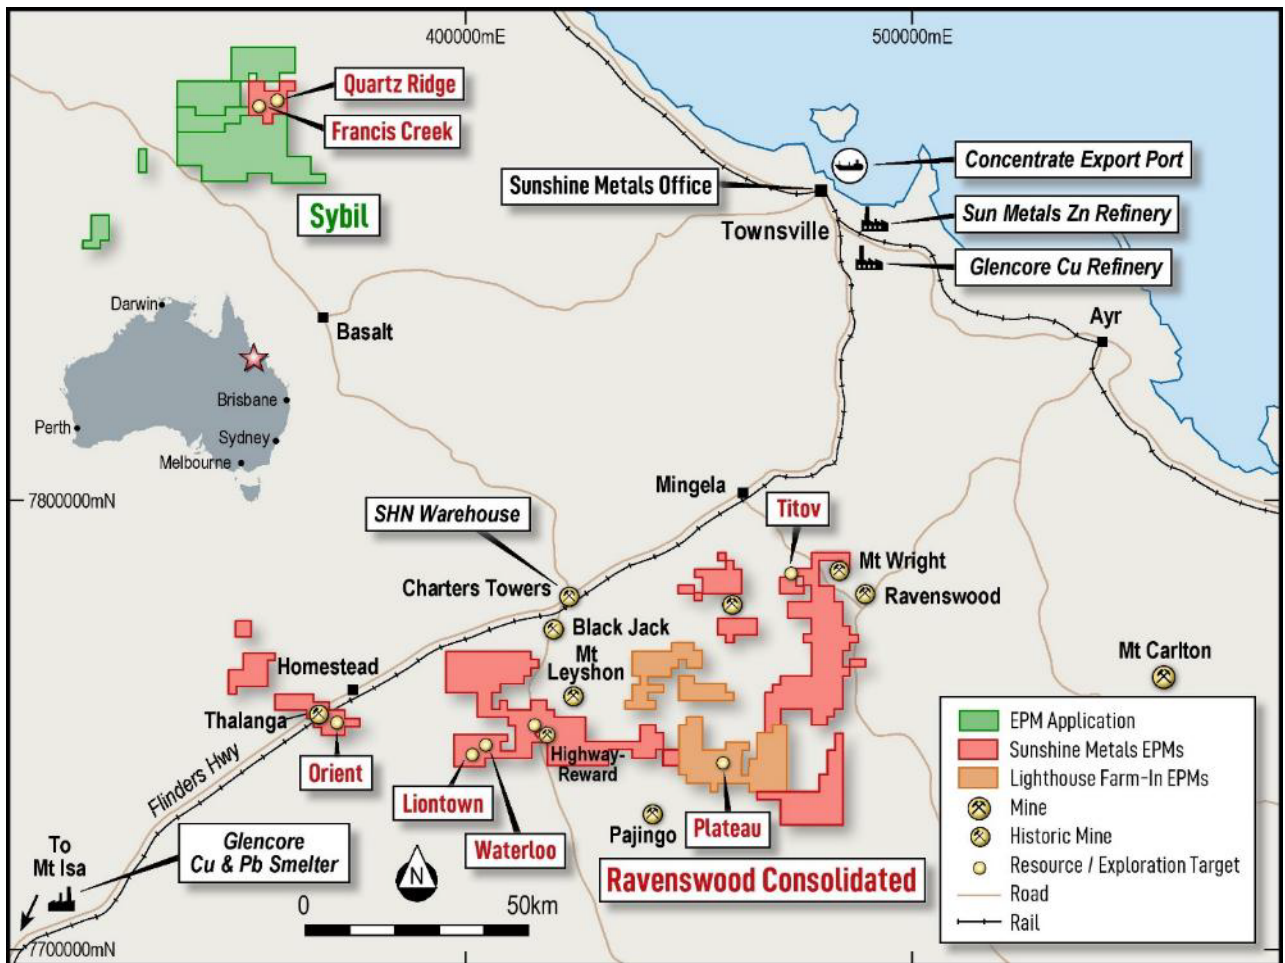 400000mE
500000mE
Quartz Ridge
Francis Creek
Concentrate Export Port
Sunshine Metals Office
Sybil
Sun Metals Zn Refinery
Townsville
Glencore Cu Refinery
Darwin
Basalt
Ayr
Brisbane
Perth
Sydney
Melbourne
Mingela
7800000mN
SHN Warehouse
Titov
Charters Towers
Mt Wright
Ravenswood
Black Jack
Mt
Leyshon
Homestead
Mt Carlton
Thalanga
Flinders Hwy
Orient
Highway-
Reward
Liontown
Waterloo
Pajingo
Plateau
Ravenswood Consolidated
To
Mt Isa
Glencore
Cu & Pb Smelter
N
0
50km
7700000mN
EPM Application
Sunshine Metals EPMs
Lighthouse Farm-In EPMs
Mine
Historic Mine
Resource / Exploration Target
Road
Rail